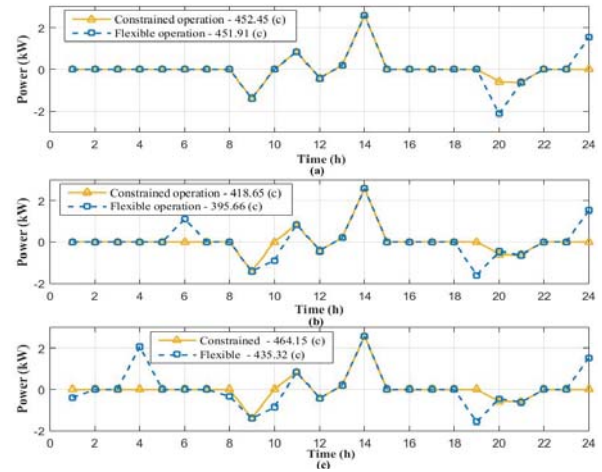 Constrained operation - 452.45 (c)
Flexible operation - 451.91 (c)
Power (kW)
2
0
-2
0 2 4 6 8 10 12 14 16 18 20 22 24
Time (h)
(a)
Constrained operation - 418.65 (c)
Flexible operation - 395.66 (c)
Power (kW)
2
0
-2
0 2 4 6 8 10 12 14 16 18 20 22 24
Time (h)
(b)
Constrained - 464.15 (c)
Flexible - 435.32 (c)
Power (kW)
2
0
-2
0 2 4 6 8 10 12 14 16 18 20 22 24
Time (h)
(c)